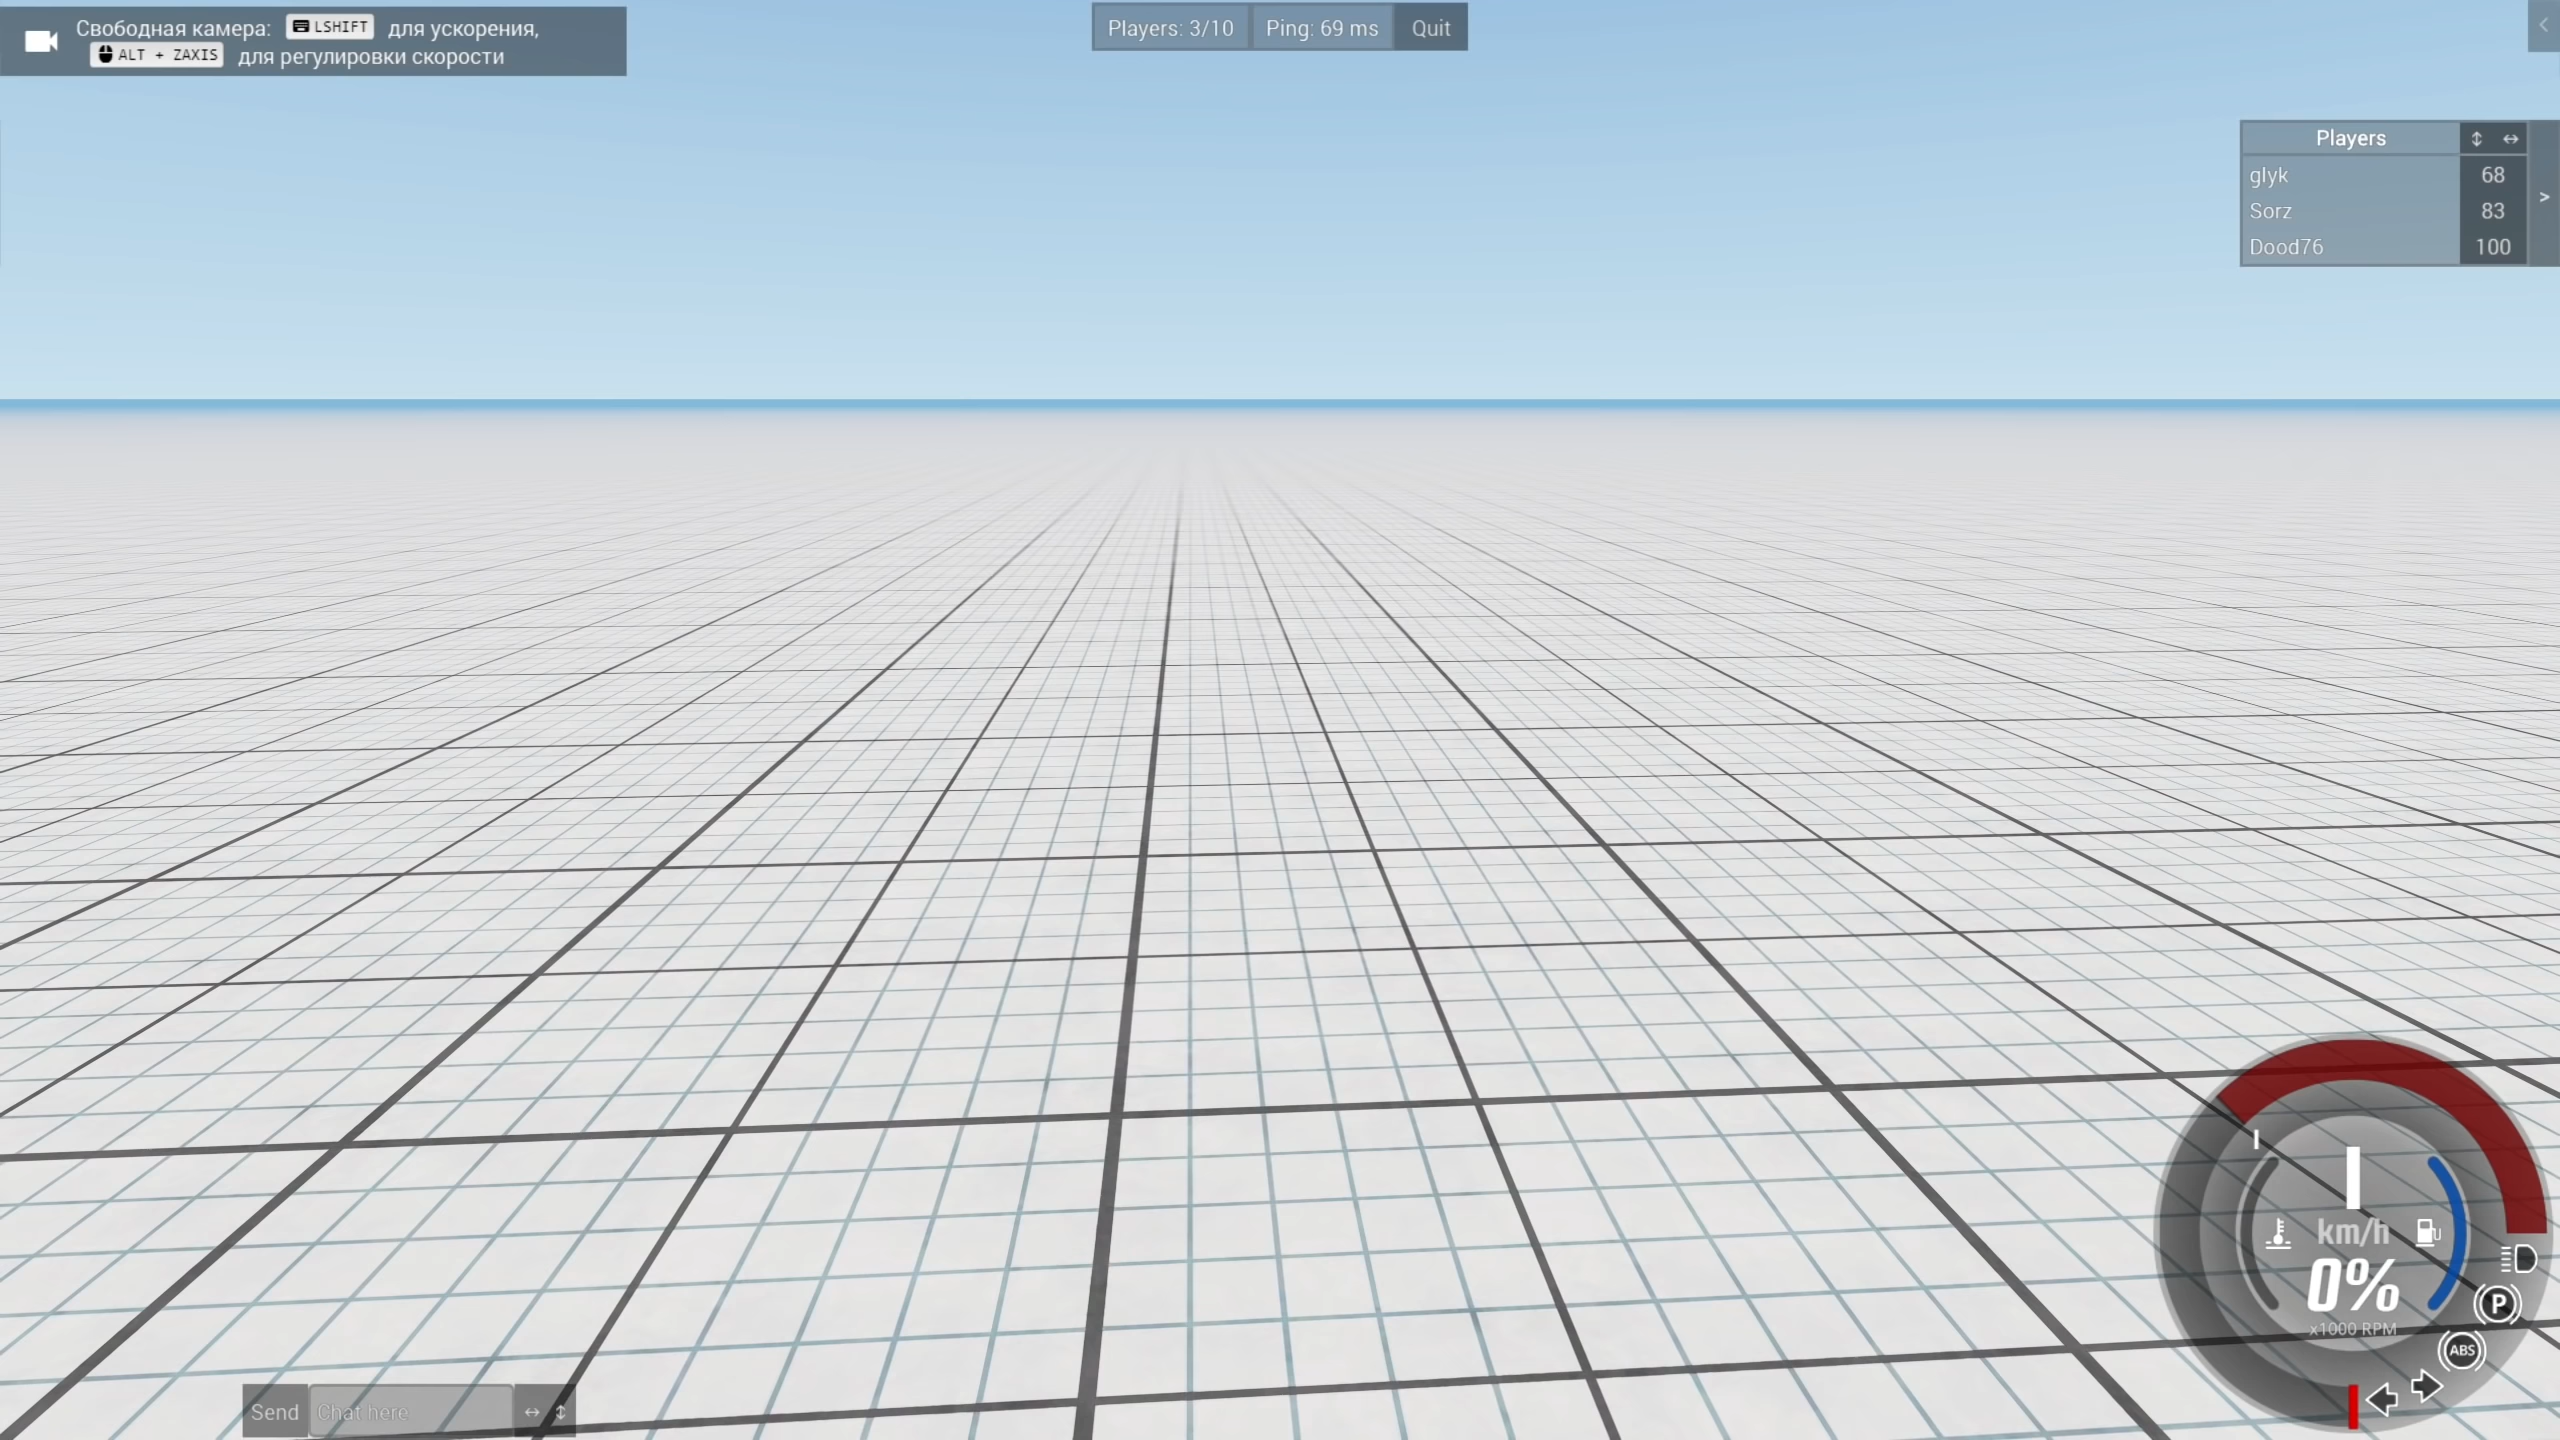 Свободная камера: LSHIFT для ускорения,
ALT + ZAXIS для регулировки скорости
Players: 3/10 Ping: 69 ms Quit
<
Players
glyk 68
Sorz 83
Dood76 100
>
km/h
0%
x1000 RPM
P
ABS
Send Chat here